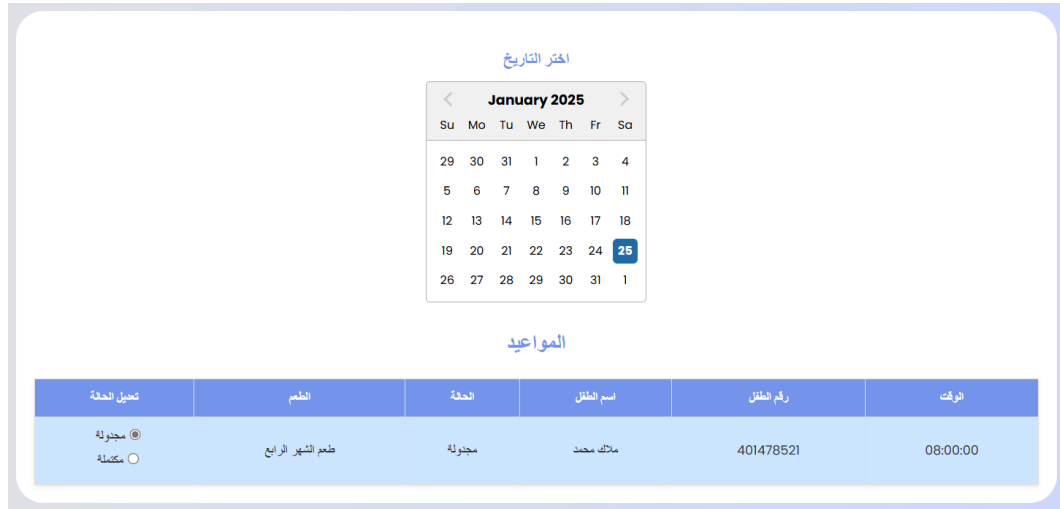 اختر التاريخ
January 2025
Su Mo Tu We Th Fr Sa
29 30 31 1 2 3 4
5 6 7 8 9 10 11
12 13 14 15 16 17 18
19 20 21 22 23 24 25
26 27 28 29 30 31 1
المواعيد
الوقت رقم الطفل اسم الطفل الحالة الطعم تعديل الحالة
08:00:00 401478521 ملاك محمد مجدولة طعم الشهر الرابع مجدولة
مكتملة